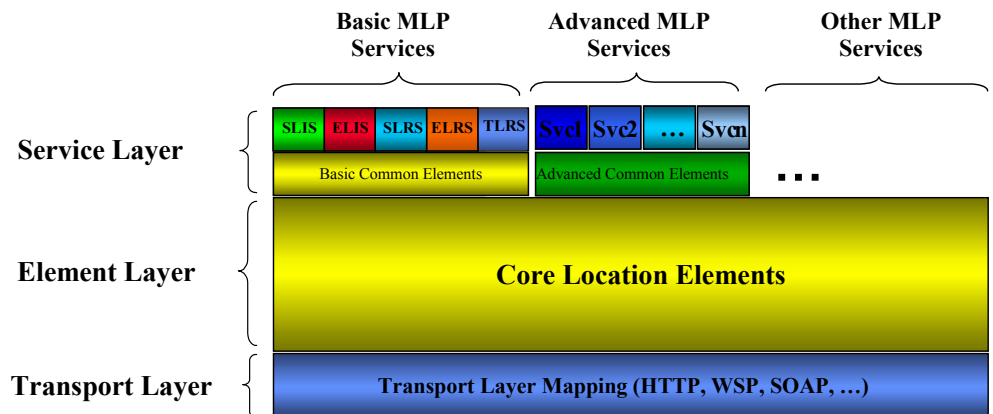 Basic MLP
Services
Advanced MLP
Services
Other MLP
Services
Service Layer
SLIS
ELIS
SLRS
ELRS
TLRS
Svc1
Svc2
...
Svcn
Basic Common Elements
Advanced Common Elements
...
Element Layer
Core Location Elements
Transport Layer
Transport Layer Mapping (HTTP, WSP, SOAP, …)